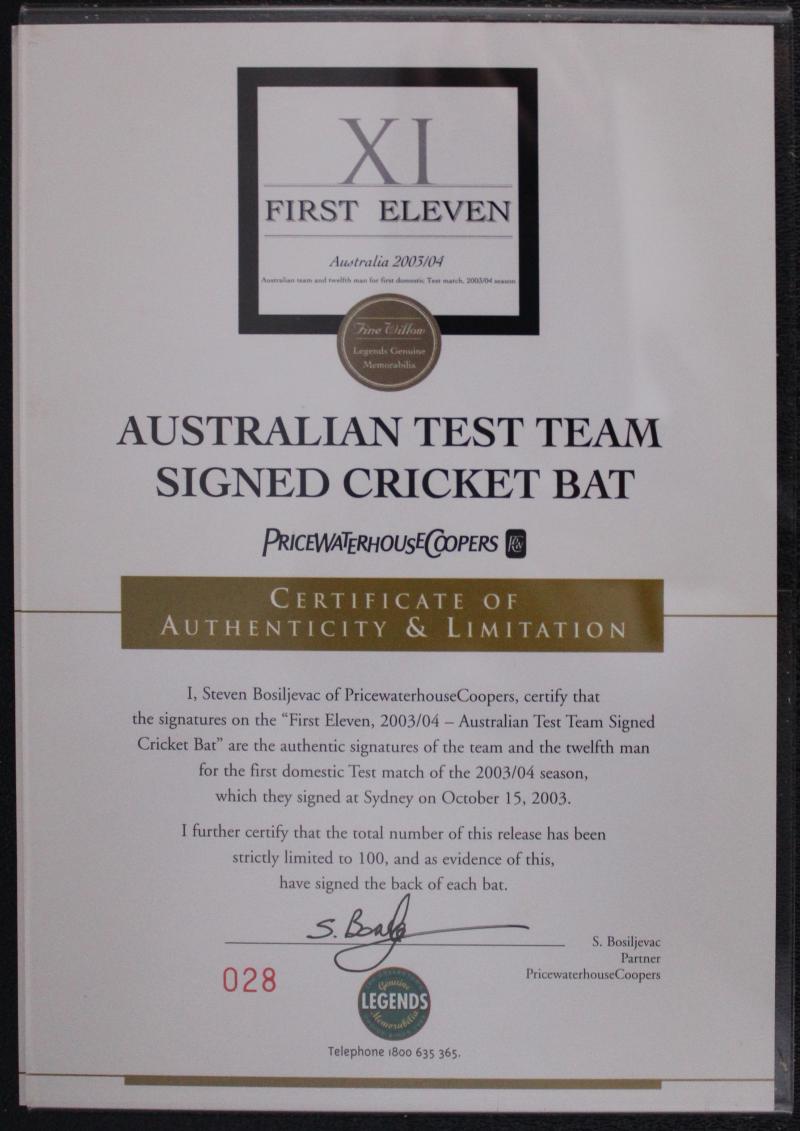 XI
FIRST ELEVEN
Australia 2003/04
Australian team and twelfth man for first domestic Test match, 2003/04 season
Fine Willow
Legends Genuine
Memorabilia
AUSTRALIAN TEST TEAM
SIGNED CRICKET BAT
PRICEWATERHOUSECOOPERS
CERTIFICATE OF
AUTHENTICITY & LIMITATION
I, Steven Bosiljevac of PricewaterhouseCoopers, certify that
the signatures on the “First Eleven, 2003/04 – Australian Test Team Signed
Cricket Bat” are the authentic signatures of the team and the twelfth man
for the first domestic Test match of the 2003/04 season,
which they signed at Sydney on October 15, 2003.
I further certify that the total number of this release has been
strictly limited to 100, and as evidence of this,
have signed the back of each bat.
S. Bosiljevac
Partner
PricewaterhouseCoopers
028
Genuine
LEGENDS
Memorabilia
Telephone 1800 635 365.